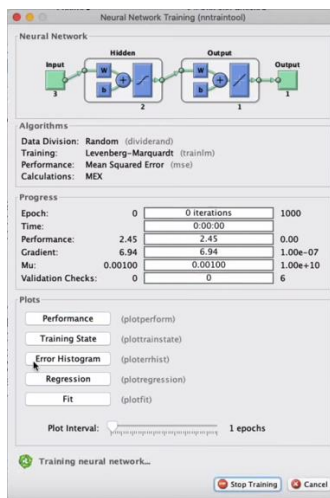 Neural Network Training (nntraintool)
Neural Network
Hidden Output
Input Output
W W
b b
3 2 1 1
Algorithms
Data Division: Random (dividerand)
Training: Levenberg-Marquardt (trainlm)
Performance: Mean Squared Error (mse)
Calculations: MEX
Progress
Epoch: 0 0 iterations 1000
Time: 0:00:00
Performance: 2.45 2.45 0.00
Gradient: 6.94 6.94 1.00e-07
Mu: 0.00100 0.00100 1.00e+10
Validation Checks: 0 0 6
Plots
Performance (plotperform)
Training State (plottrainstate)
Error Histogram (ploterrhist)
Regression (plotregression)
Fit (plotfit)
Plot Interval: 1 epochs
Training neural network...
Stop Training Cancel